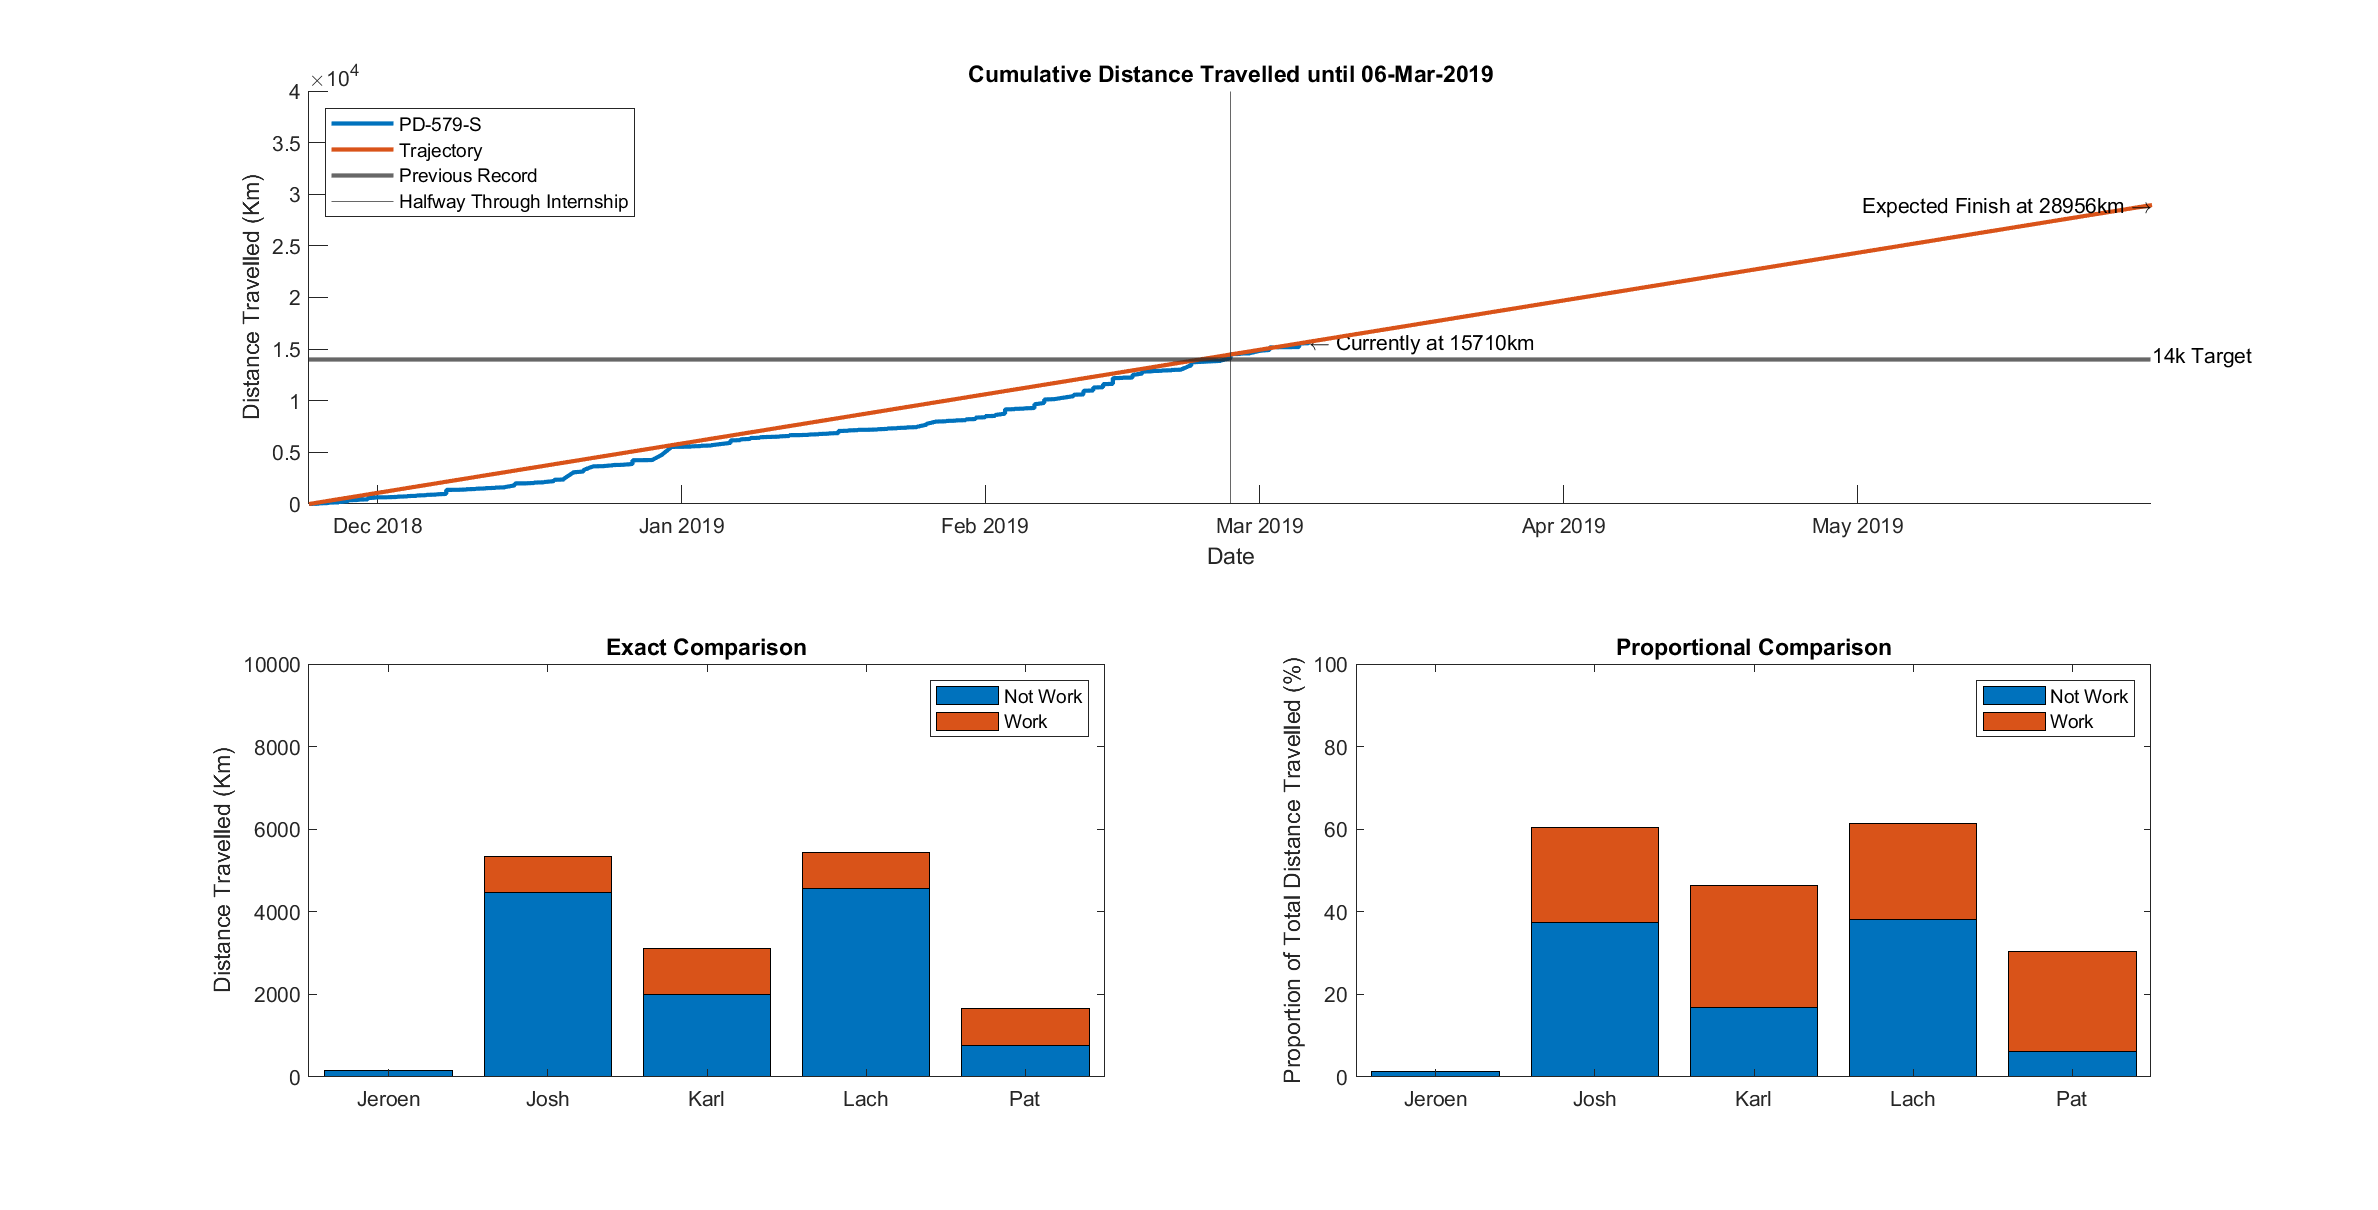 Cumulative Distance Travelled until 06-Mar-2019
×10⁴
4
3.5
3
2.5
2
1.5
1
0.5
0
Distance Travelled (Km)
PD-579-S
Trajectory
Previous Record
Halfway Through Internship
Expected Finish at 28956km →
← Currently at 15710km
14k Target
Dec 2018 Jan 2019 Feb 2019 Mar 2019 Apr 2019 May 2019
Date
Exact Comparison
10000
8000
6000
4000
2000
0
Distance Travelled (Km)
Not Work
Work
Jeroen Josh Karl Lach Pat
Proportional Comparison
100
80
60
40
20
0
Proportion of Total Distance Travelled (%)
Not Work
Work
Jeroen Josh Karl Lach Pat